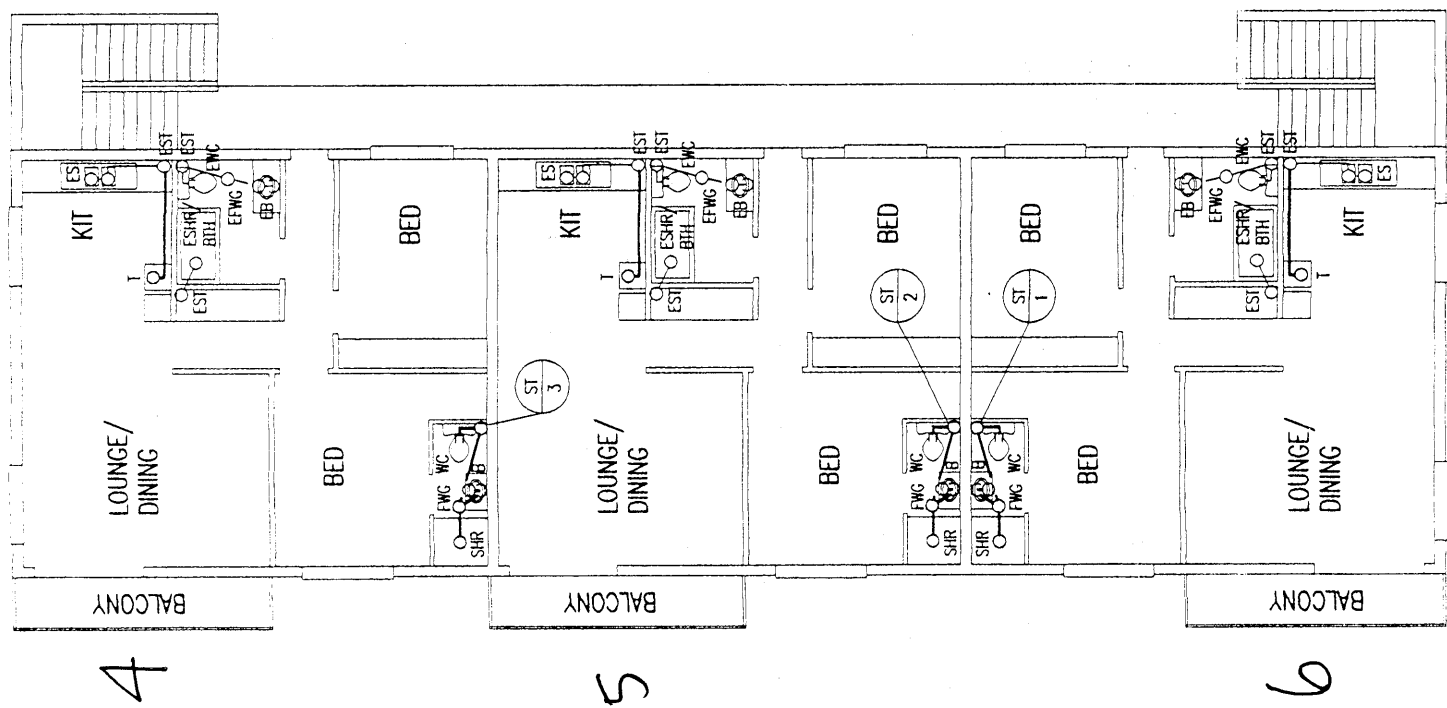 4
KIT
ES
EST
EST
EWC
EFWG
EB
ESHR/
BTH
T
EST
BED
LOUNGE/
DINING
BED
ST
3
WC
B
FWG
SHR
BALCONY
5
KIT
ES
EST
EST
EWC
EFWG
EB
ESHR/
BTH
T
EST
BED
LOUNGE/
DINING
BED
ST
2
WC
B
FWG
SHR
BALCONY
6
BED
ST
1
EB
EFWG
EWC
EST
EST
ESHR/
BTH
ES
KIT
T
EST
WC
B
FWG
SHR
BED
LOUNGE/
DINING
BALCONY